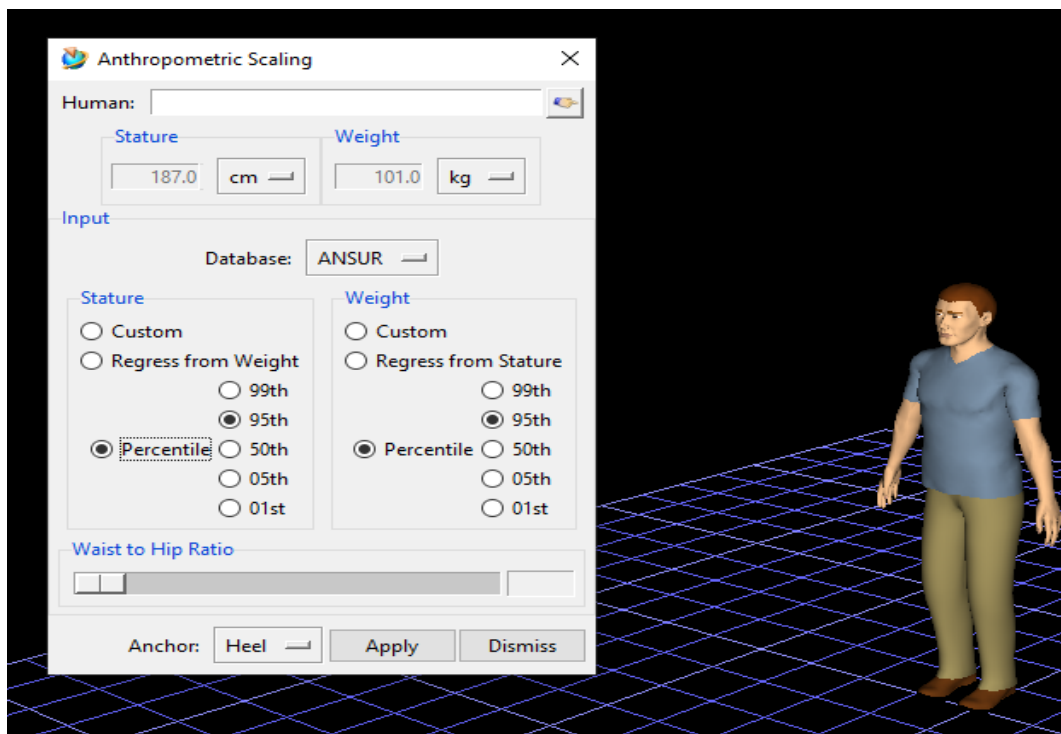 Anthropometric Scaling
Human:
Stature Weight
187.0 cm 101.0 kg
Input
Database: ANSUR
Stature Weight
Custom Custom
Regress from Weight Regress from Stature
99th 99th
95th 95th
Percentile 50th Percentile 50th
05th 05th
01st 01st
Waist to Hip Ratio
Anchor: Heel Apply Dismiss